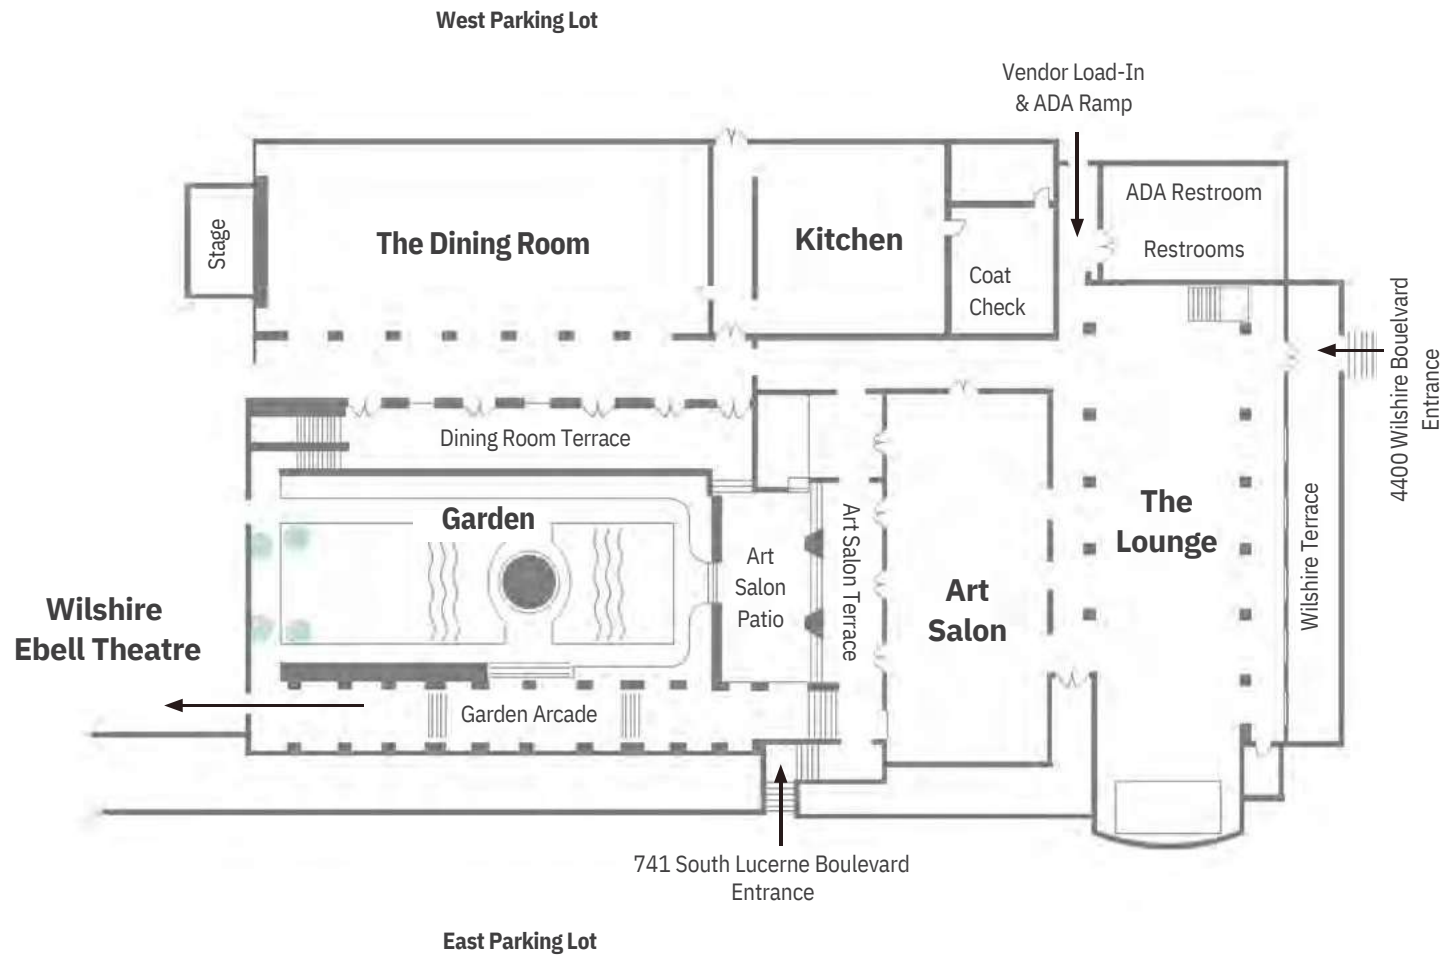 West Parking Lot
Vendor Load-In
& ADA Ramp
ADA Restroom
Restrooms
Stage
The Dining Room
Kitchen
Coat
Check
4400 Wilshire Bouelvard
Entrance
Dining Room Terrace
Garden
Art
Salon
Patio
Art Salon Terrace
Art
Salon
The
Lounge
Wilshire Terrace
Wilshire
Ebell Theatre
Garden Arcade
741 South Lucerne Boulevard
Entrance
East Parking Lot